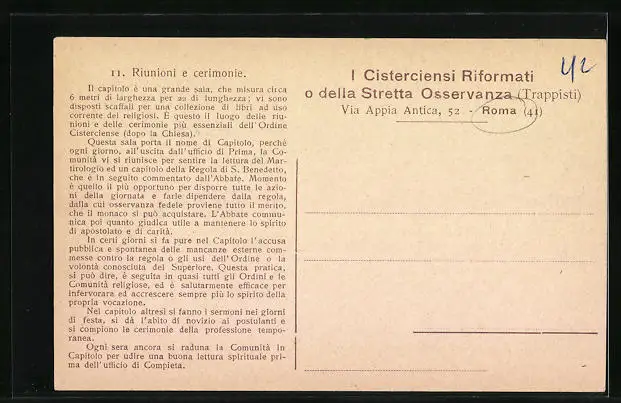 11. Riunioni e cerimonie.
Il capitolo è una grande sala, che misura circa
6 metri di larghezza per 22 di lunghezza; vi sono
disposti scaffali per una collezione di libri ad uso
corrente dei religiosi. È questo il luogo delle riu-
nioni e delle cerimonie più essenziali dell'Ordine
Cisterciense (dopo la Chiesa).
Questa sala porta il nome di Capitolo, perchè
ogni giorno, all'uscita dall'ufficio di Prima, la Co-
munità vi si riunisce per sentire la lettura del Mar-
tirologio ed un capitolo della Regola di S. Benedetto,
che è in seguito commentato dall'Abbate. Momento
è quello il più opportuno per disporre tutte le azio-
ni della giornata e farle dipendere dalla regola,
dalla cui osservanza fedele proviene tutto il merito,
che il monaco si può acquistare. L'Abbate comuni-
ca poi quanto giudica utile a mantenere lo spirito
di apostolato e di carità.
In certi giorni si fa pure nel Capitolo l'accusa
pubblica e spontanea delle mancanze esterne com-
messe contro la regola o gli usi dell'Ordine o la
volontà conosciuta del Superiore. Questa pratica,
si può dire, è seguita in quasi tutti gli Ordini e le
Comunità religiose, ed è salutarmente efficace per
infervorare ed accrescere sempre più lo spirito della
propria vocazione.
Nel capitolo altresì si fanno i sermoni nei giorni
di festa, si dà l'abito di novizio ai postulanti e
si compiono le cerimonie della professione tempo-
ranea.
Ogni sera ancora si raduna la Comunità in
Capitolo per udire una buona lettura spirituale pri-
ma dell'ufficio di Compieta.
I Cisterciensi Riformati
o della Stretta Osservanza (Trappisti)
Via Appia Antica, 52 - Roma (41)
42